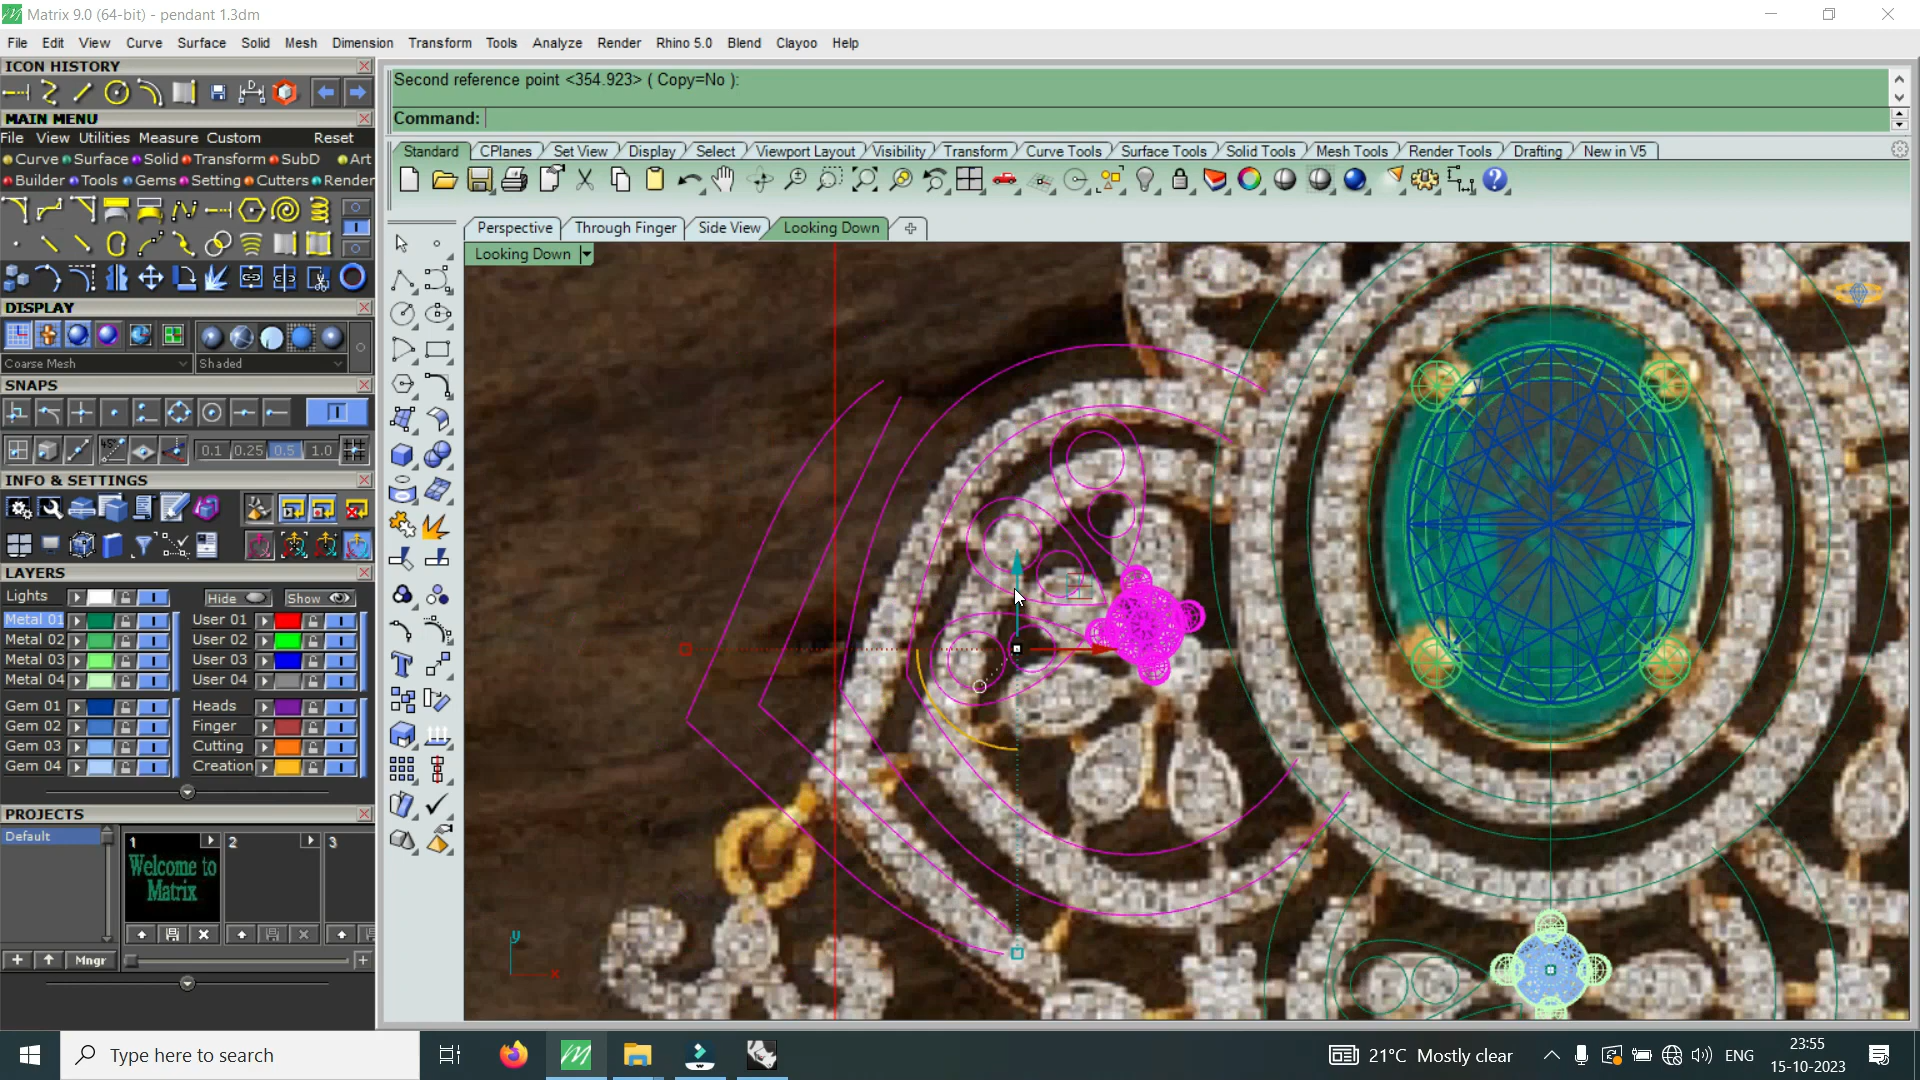 Matrix 9.0 (64-bit) - pendant 1.3dm
File Edit View Curve Surface Solid Mesh Dimension Transform Tools Analyze Render Rhino 5.0 Blend Clayoo Help
ICON HISTORY
Second reference point <354.923> ( Copy=No ):
Command:
MAIN MENU
File View Utilities Measure Custom Reset
Curve Surface Solid Transform SubD Art
Builder Tools Gems Setting Cutters Render
Standard CPlanes Set View Display Select Viewport Layout Visibility Transform Curve Tools Surface Tools Solid Tools Mesh Tools Render Tools Drafting New in V5
Perspective Through Finger Side View Looking Down
Looking Down
DISPLAY
Coarse Mesh Shaded
SNAPS
0.1 0.25 0.5 1.0
INFO & SETTINGS
LAYERS
Lights Hide Show
Metal 01 User 01
Metal 02 User 02
Metal 03 User 03
Metal 04 User 04
Gem 01 Heads
Gem 02 Finger
Gem 03 Cutting
Gem 04 Creation
PROJECTS
Default
1 2 3
Welcome to
Matrix
Mngr
y
x
Type here to search
21°C Mostly clear
ENG
23:55
15-10-2023